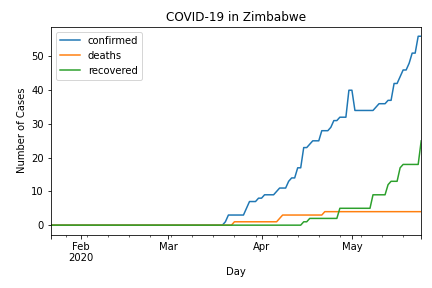 COVID-19 in Zimbabwe
confirmed
deaths
recovered
Number of Cases
50
40
30
20
10
0
Feb
2020
Mar
Apr
May
Day